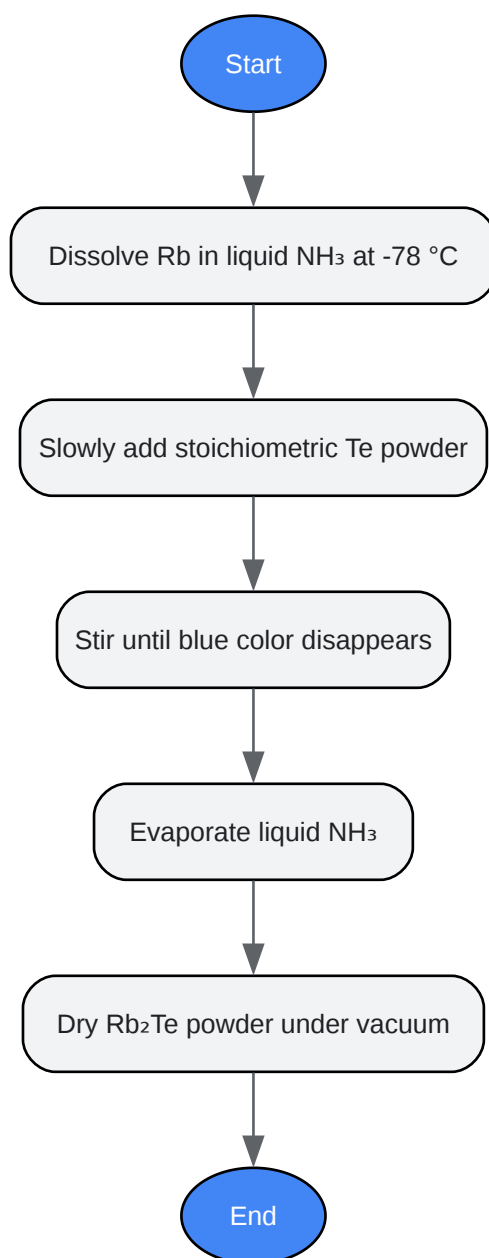 Start
Dissolve Rb in liquid NH₃ at -78 °C
Slowly add stoichiometric Te powder
Stir until blue color disappears
Evaporate liquid NH₃
Dry Rb₂Te powder under vacuum
End